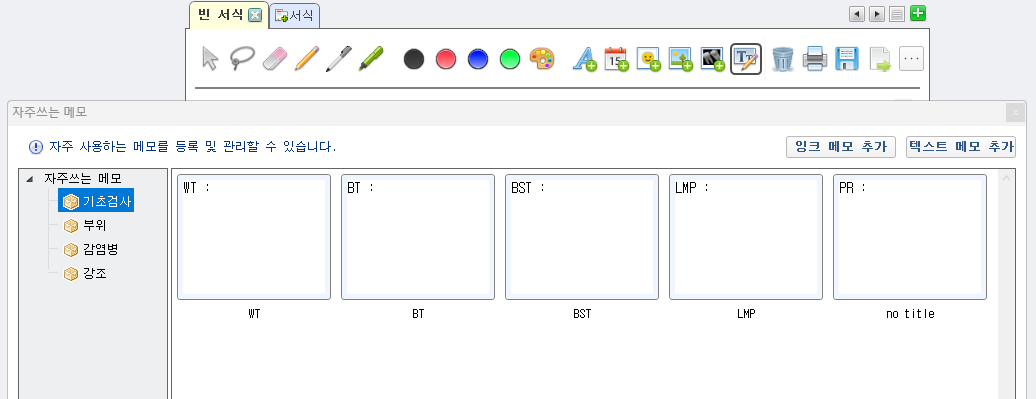 빈 서식 서식
15
자주쓰는 메모
자주 사용하는 메모를 등록 및 관리할 수 있습니다. 잉크 메모 추가 텍스트 메모 추가
자주쓰는 메모
기초검사
부위
감염병
강조
WT : BT : BST : LMP : PR :
WT BT BST LMP no title